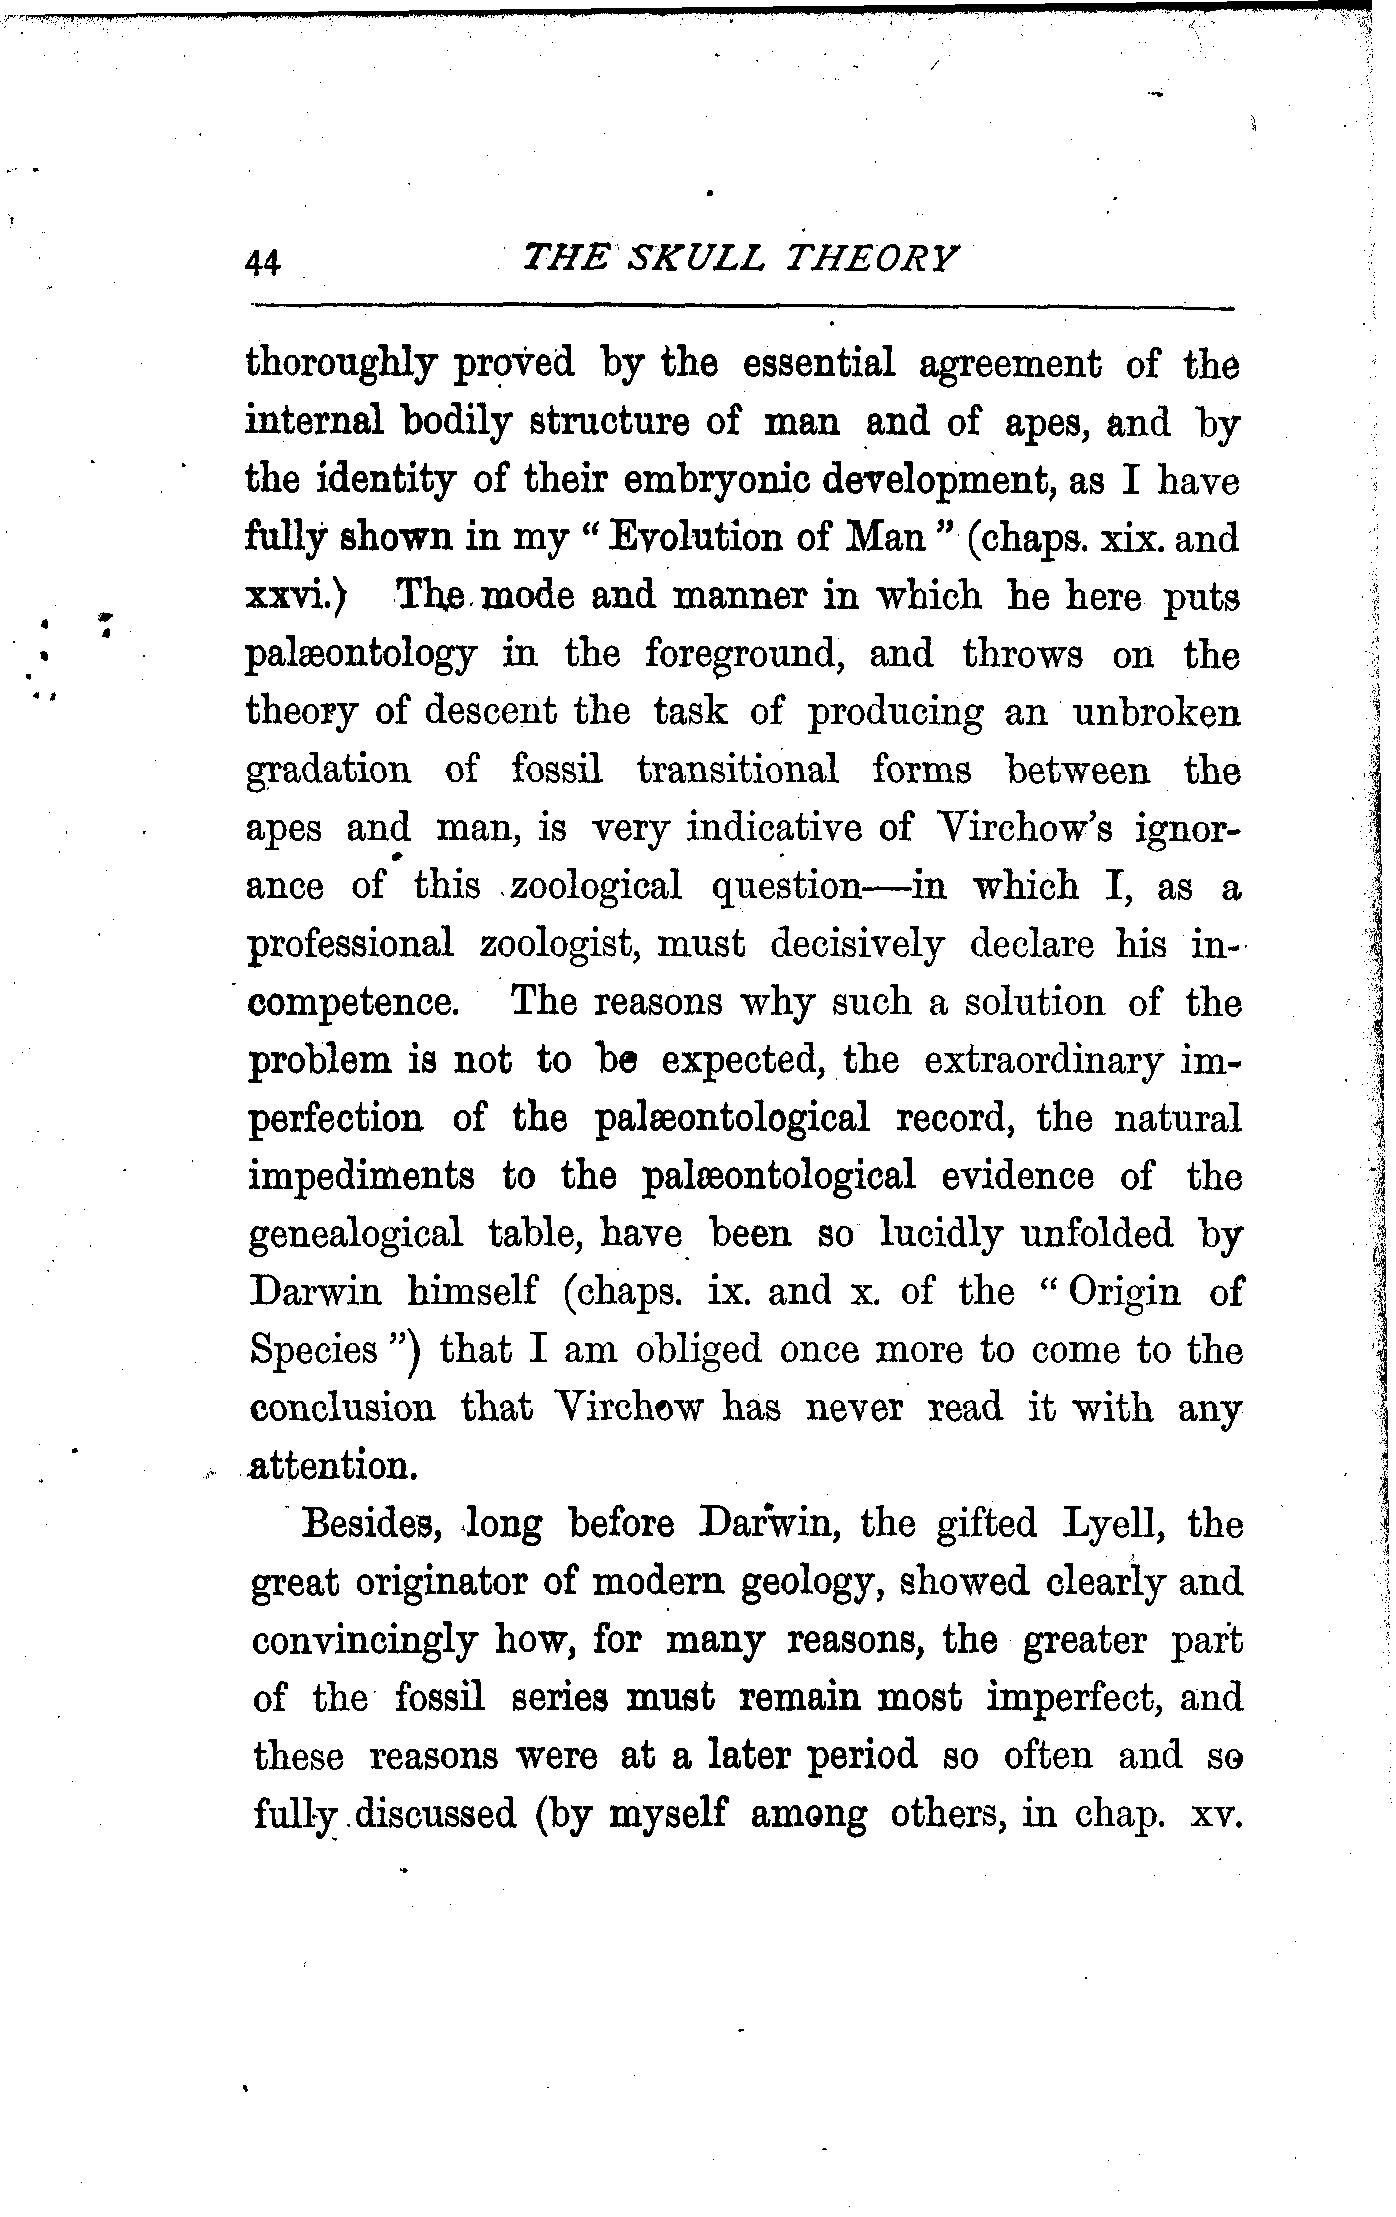 44 THE SKULL THEORY
thoroughly proved by the essential agreement of the
internal bodily structure of man and of apes, and by
the identity of their embryonic development, as I have
fully shown in my “ Evolution of Man ” (chaps. xix. and
xxvi.) The mode and manner in which he here puts
palæontology in the foreground, and throws on the
theory of descent the task of producing an unbroken
gradation of fossil transitional forms between the
apes and man, is very indicative of Virchow’s ignor-
ance of this zoological question—in which I, as a
professional zoologist, must decisively declare his in-
competence. The reasons why such a solution of the
problem is not to be expected, the extraordinary im-
perfection of the palæontological record, the natural
impediments to the palæontological evidence of the
genealogical table, have been so lucidly unfolded by
Darwin himself (chaps. ix. and x. of the “ Origin of
Species ”) that I am obliged once more to come to the
conclusion that Virchow has never read it with any
attention.
Besides, long before Darwin, the gifted Lyell, the
great originator of modern geology, showed clearly and
convincingly how, for many reasons, the greater part
of the fossil series must remain most imperfect, and
these reasons were at a later period so often and so
fully discussed (by myself among others, in chap. xv.